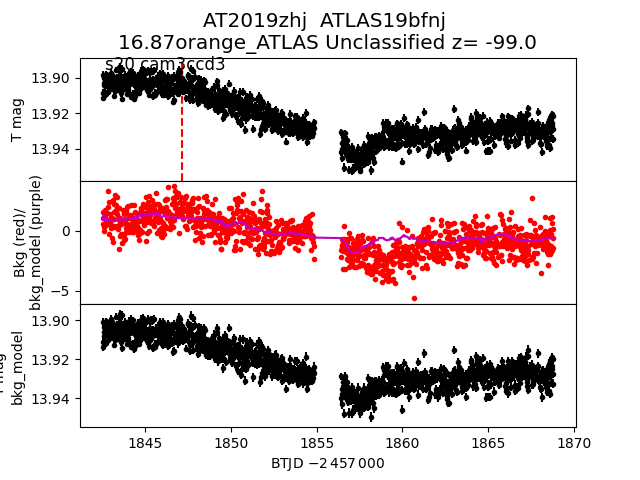 AT2019zhj  ATLAS19bfnj
16.87orange_ATLAS Unclassified z= -99.0
s20 cam3ccd3
T mag
13.90
13.92
13.94
Bkg (red)/
bkg_model (purple)
0
−5
mag
bkg_model
13.90
13.92
13.94
1845
1850
1855
1860
1865
1870
BTJD −2 457 000